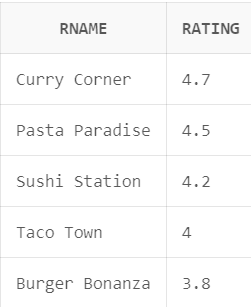 RNAME RATING
Curry Corner 4.7
Pasta Paradise 4.5
Sushi Station 4.2
Taco Town 4
Burger Bonanza 3.8